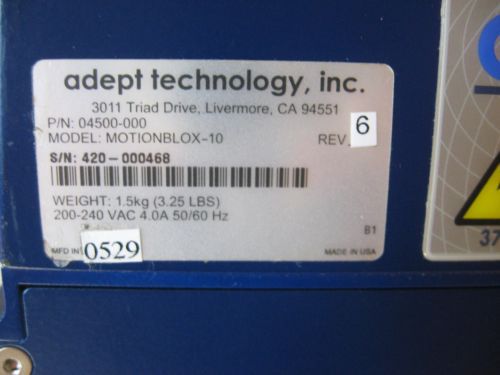 adept technology, inc.
3011 Triad Drive, Livermore, CA 94551
P/N: 04500-000
MODEL: MOTIONBLOX-10 REV. 6
S/N: 420-000468
WEIGHT: 1.5kg (3.25 LBS)
200-240 VAC 4.0A 50/60 Hz
B1
MFD IN 0529 MADE IN USA
37